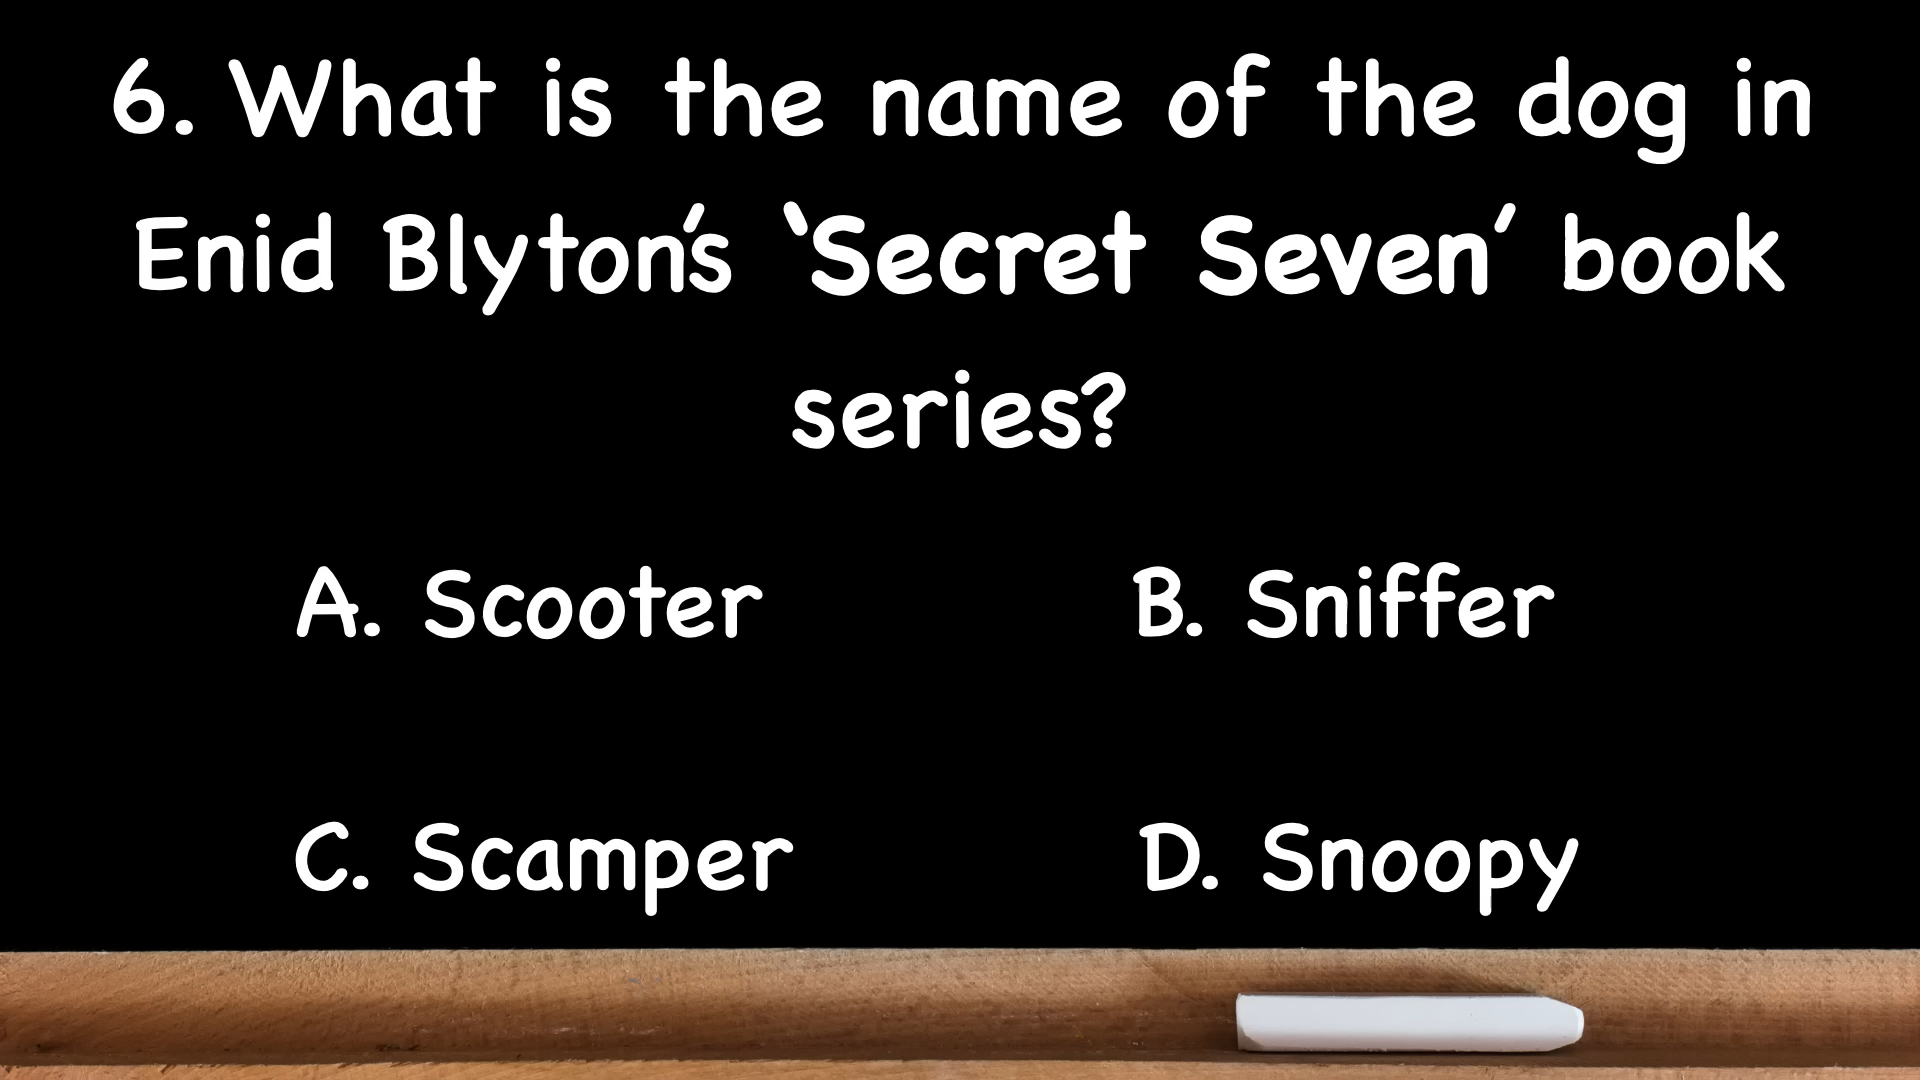 6. What is the name of the dog in
Enid Blyton's ‘Secret Seven’ book
series?
A. Scooter
B. Sniffer
C. Scamper
D. Snoopy